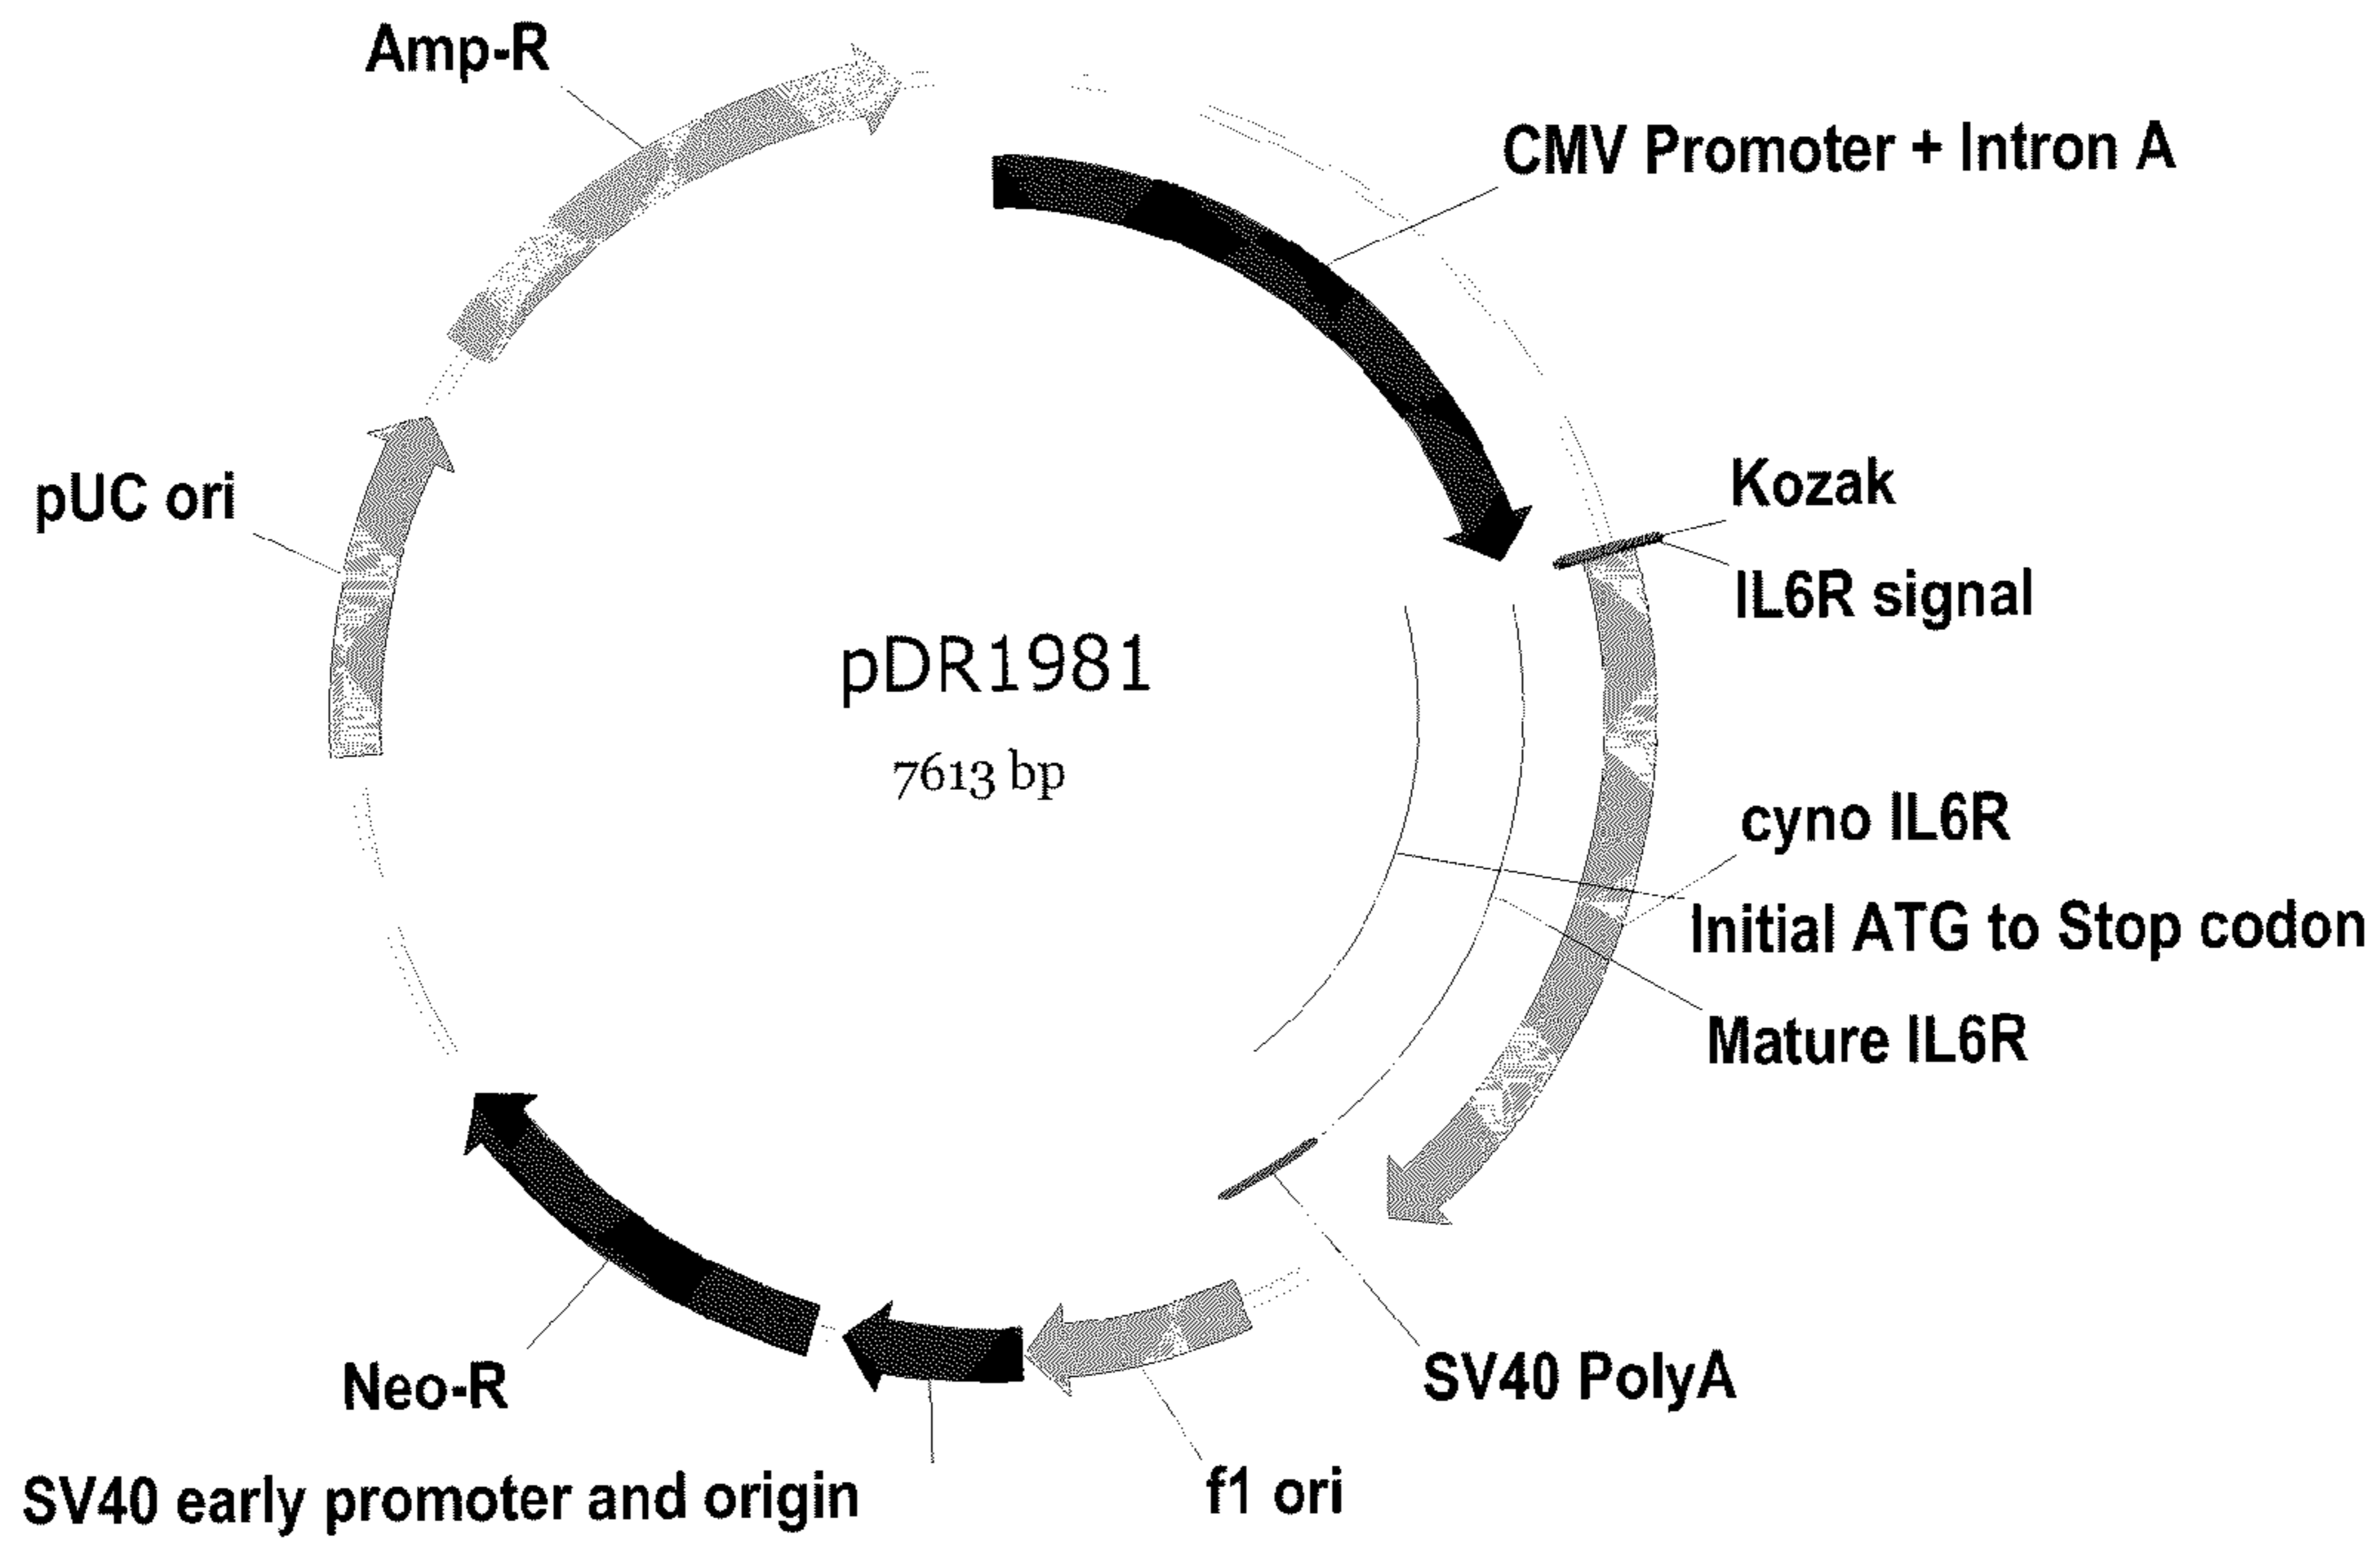 Amp-R
CMV Promoter + Intron A
Kozak
pUC ori
IL6R signal
pDR1981
7613 bp
cyno IL6R
Initial ATG to Stop codon
Mature IL6R
SV40 PolyA
Neo-R
f1 ori
SV40 early promoter and origin